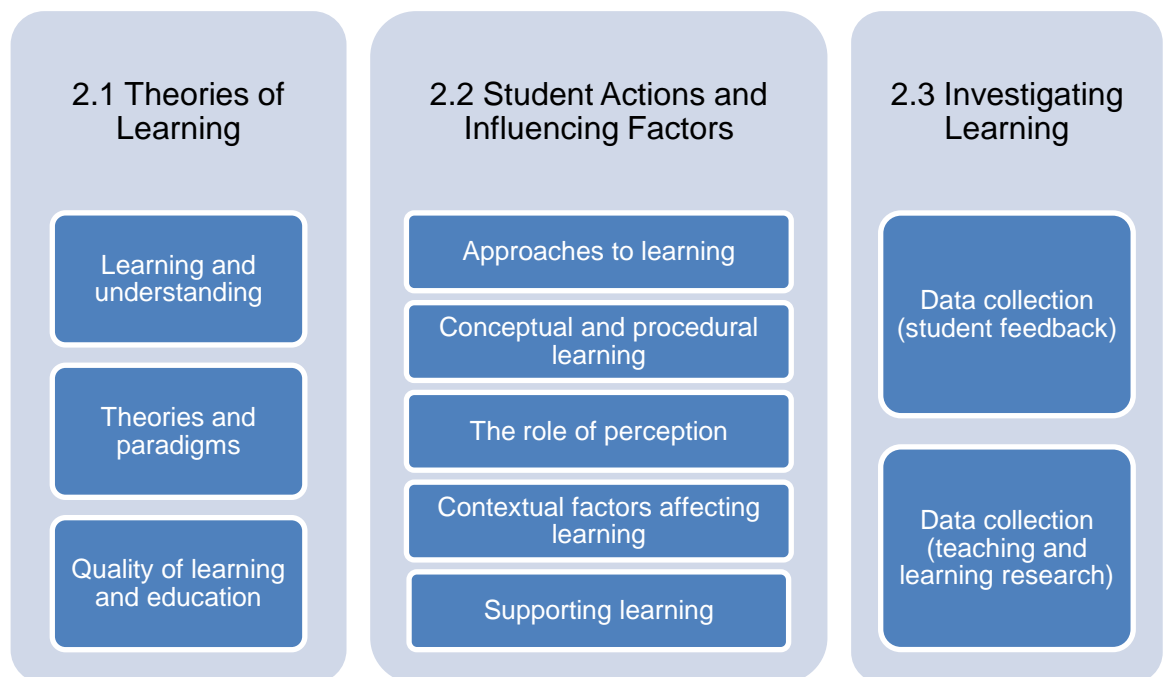 2.1 Theories of
Learning
Learning and
understanding
Theories and
paradigms
Quality of learning
and education
2.2 Student Actions and
Influencing Factors
Approaches to learning
Conceptual and procedural
learning
The role of perception
Contextual factors affecting
learning
Supporting learning
2.3 Investigating
Learning
Data collection
(student feedback)
Data collection
(teaching and
learning research)